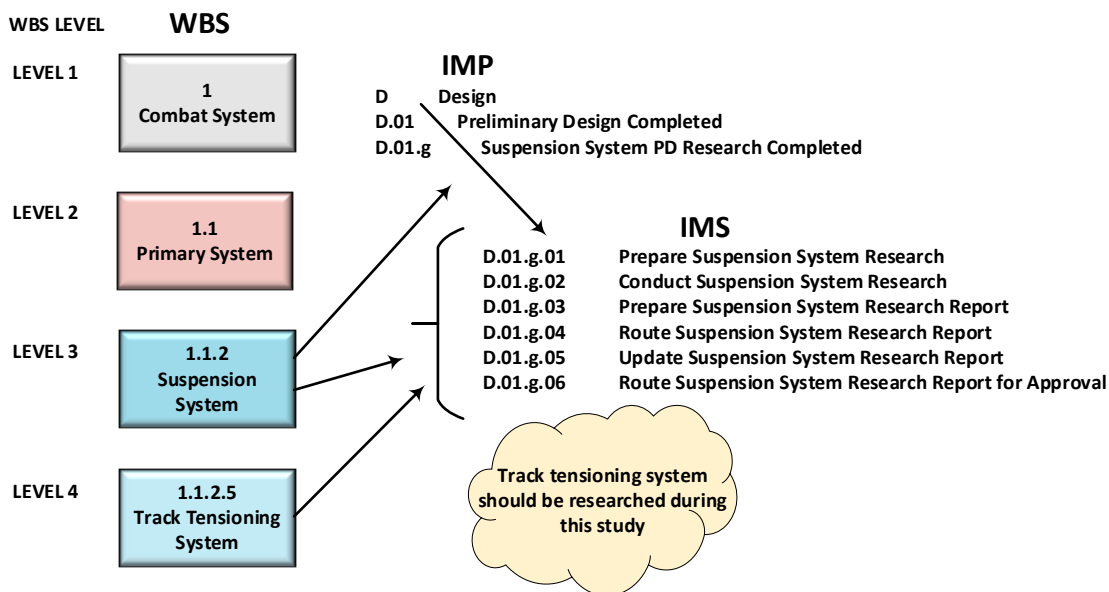 WBS LEVEL
WBS
LEVEL 1
1
Combat System
LEVEL 2
1.1
Primary System
LEVEL 3
1.1.2
Suspension
System
LEVEL 4
1.1.2.5
Track Tensioning
System
IMP
D Design
D.01 Preliminary Design Completed
D.01.g Suspension System PD Research Completed
IMS
D.01.g.01 Prepare Suspension System Research
D.01.g.02 Conduct Suspension System Research
D.01.g.03 Prepare Suspension System Research Report
D.01.g.04 Route Suspension System Research Report
D.01.g.05 Update Suspension System Research Report
D.01.g.06 Route Suspension System Research Report for Approval
Track tensioning system
should be researched during
this study